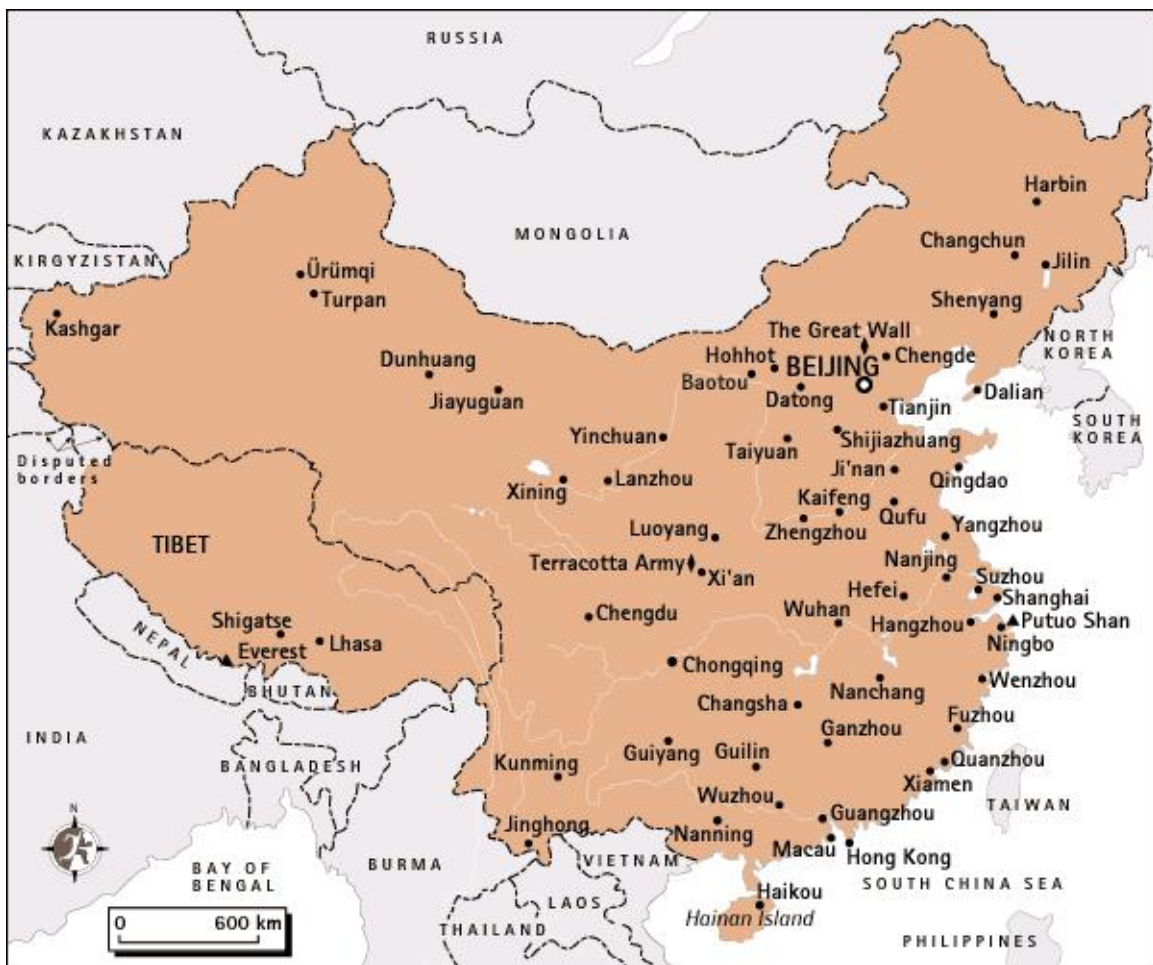 RUSSIA
KAZAKHSTAN
MONGOLIA
Harbin
Changchun
Jilin
KIRGYZISTAN
Ürümqi
Turpan
Kashgar
Shenyang
The Great Wall
NORTH
KOREA
Hohhot
BEIJING
Chengde
Dunhuang
Baotou
Datong
Dalian
Jiayuguan
Tianjin
SOUTH
KOREA
Yinchuan
Taiyuan
Shijiazhuang
Disputed
borders
Ji'nan
Qingdao
Xining
Lanzhou
Kaifeng
Zhengzhou
Qufu
Yangzhou
Luoyang
TIBET
Terracotta Army
Xi'an
Nanjing
Suzhou
Hefei
Shanghai
Chengdu
Wuhan
Hangzhou
Putuo Shan
Ningbo
Shigatse
Lhasa
Everest
NEPAL
Chongqing
BHUTAN
Nanchang
Wenzhou
Changsha
Fuzhou
Ganzhou
INDIA
Guiyang
Guilin
BANGLADESH
Kunming
Quanzhou
Xiamen
Wuzhou
TAIWAN
Guangzhou
N
Jinghong
Nanning
Macau
Hong Kong
BAY OF
BENGAL
BURMA
VIETNAM
SOUTH CHINA SEA
Haikou
LAOS
Hainan Island
0 600 km
THAILAND
PHILIPPINES